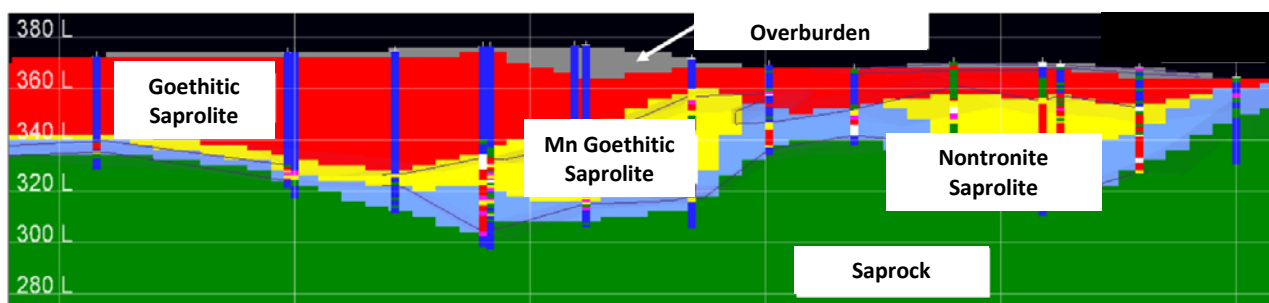 380 L
Overburden
360 L
Goethitic
Saprolite
340 L
Mn Goethitic
Saprolite
Nontronite
Saprolite
320 L
300 L
Saprock
280 L